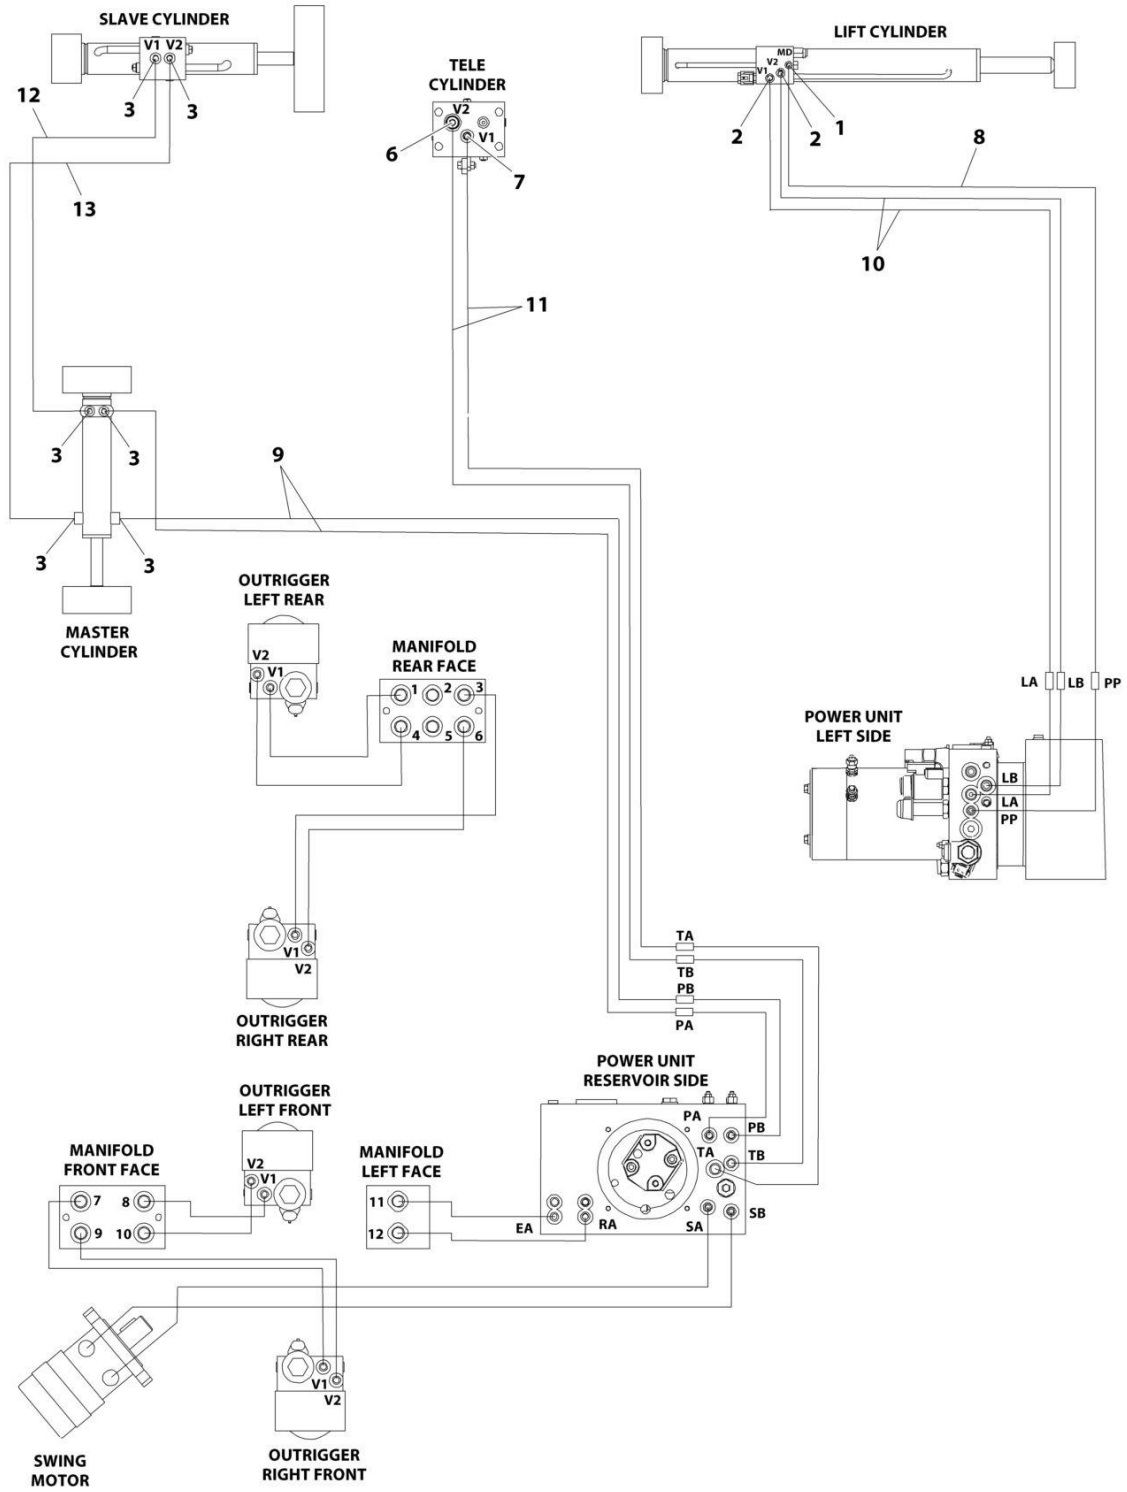 SLAVE CYLINDER
V1 V2
3
3
12
13
TELE
CYLINDER
V2
V1
6
7
11
LIFT CYLINDER
MD
V2
V1
2
2
1
8
10
3
3
9
3
3
MASTER
CYLINDER
OUTRIGGER
LEFT REAR
V2
V1
MANIFOLD
REAR FACE
1 2 3
4 5 6
LA LB PP
POWER UNIT
LEFT SIDE
LB
LA
PP
V1
V2
OUTRIGGER
RIGHT REAR
TA
TB
PB
PA
POWER UNIT
RESERVOIR SIDE
PA
PB
TA
TB
EA
RA
SA
SB
OUTRIGGER
LEFT FRONT
V2
V1
MANIFOLD
FRONT FACE
7 8
9 10
MANIFOLD
LEFT FACE
11
12
V1
V2
OUTRIGGER
RIGHT FRONT
SWING
MOTOR